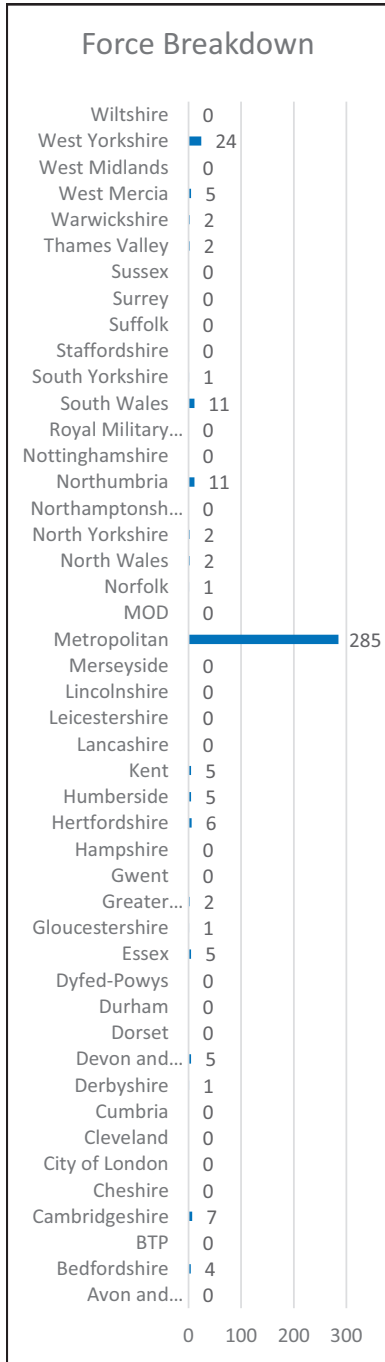 Force Breakdown
Wiltshire 0
West Yorkshire 24
West Midlands 0
West Mercia 5
Warwickshire 2
Thames Valley 2
Sussex 0
Surrey 0
Suffolk 0
Staffordshire 0
South Yorkshire 1
South Wales 11
Royal Military... 0
Nottinghamshire 0
Northumbria 11
Northamptonsh... 0
North Yorkshire 2
North Wales 2
Norfolk 1
MOD 0
Metropolitan 285
Merseyside 0
Lincolnshire 0
Leicestershire 0
Lancashire 0
Kent 5
Humberside 5
Hertfordshire 6
Hampshire 0
Gwent 0
Greater... 2
Gloucestershire 1
Essex 5
Dyfed-Powys 0
Durham 0
Dorset 0
Devon and... 5
Derbyshire 1
Cumbria 0
Cleveland 0
City of London 0
Cheshire 0
Cambridgeshire 7
BTP 0
Bedfordshire 4
Avon and... 0
0 100 200 300